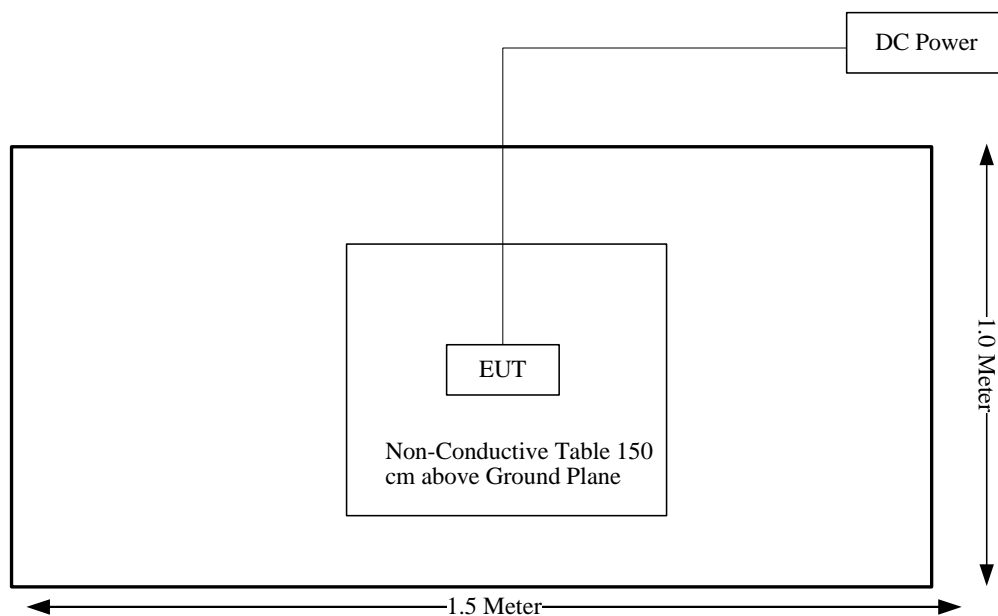 DC Power
EUT
Non-Conductive Table 150
cm above Ground Plane
1.0 Meter
1.5 Meter